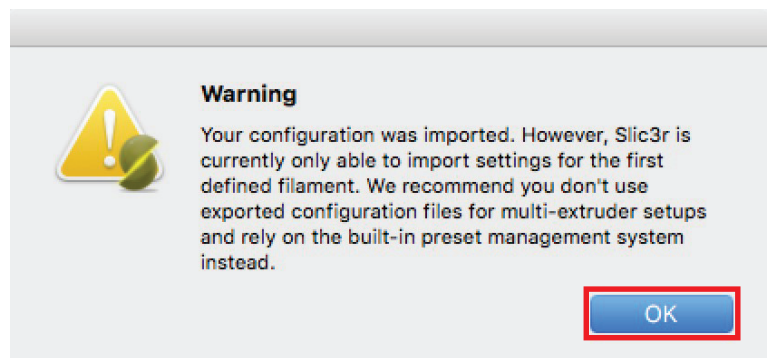 Warning
Your configuration was imported. However, Slic3r is
currently only able to import settings for the first
defined filament. We recommend you don't use
exported configuration files for multi-extruder setups
and rely on the built-in preset management system
instead.
OK